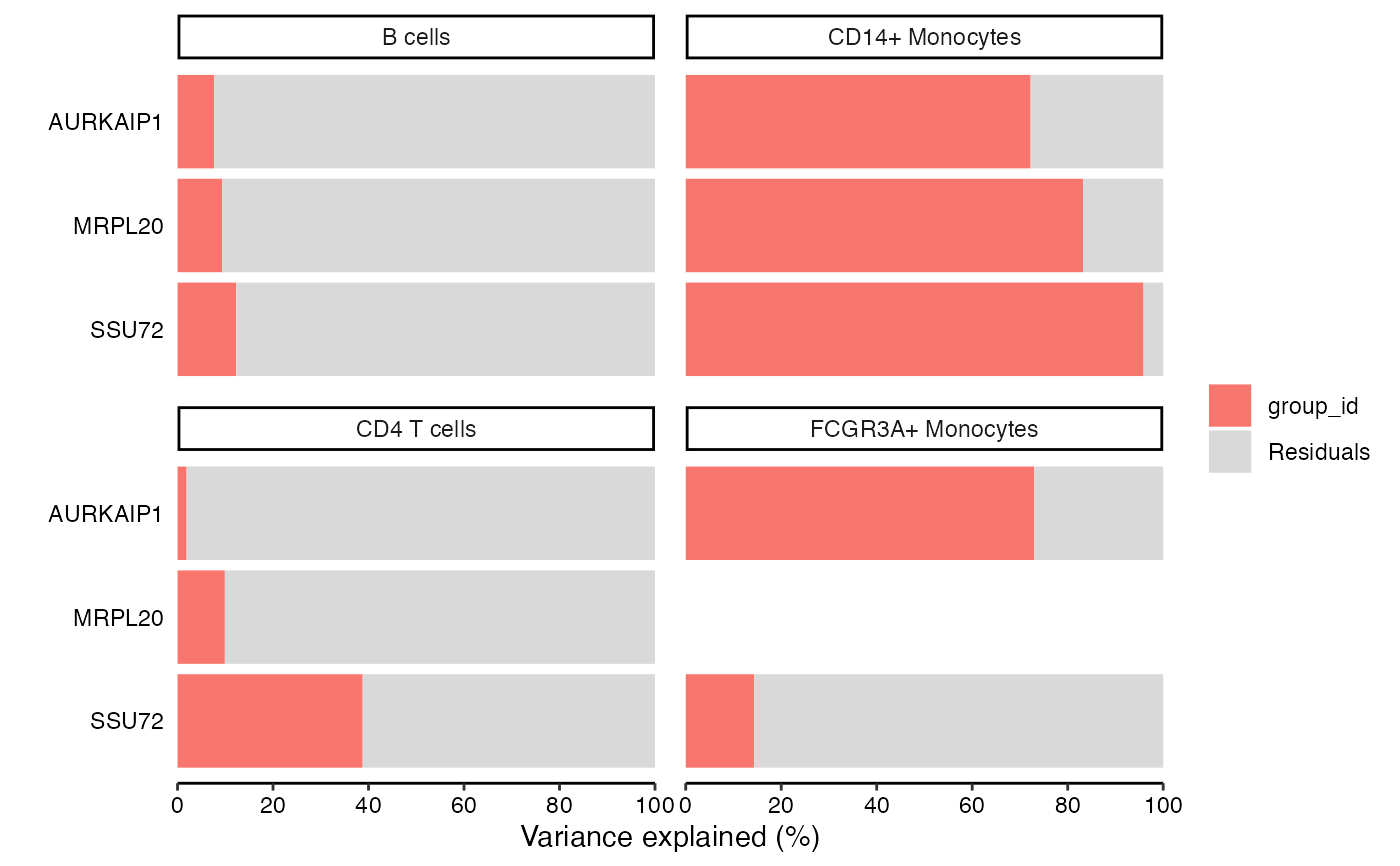 B cells
CD14+ Monocytes
AURKAIP1
MRPL20
SSU72
CD4 T cells
FCGR3A+ Monocytes
AURKAIP1
MRPL20
SSU72
group_id
Residuals
0 20 40 60 80 100 0 20 40 60 80 100
Variance explained (%)